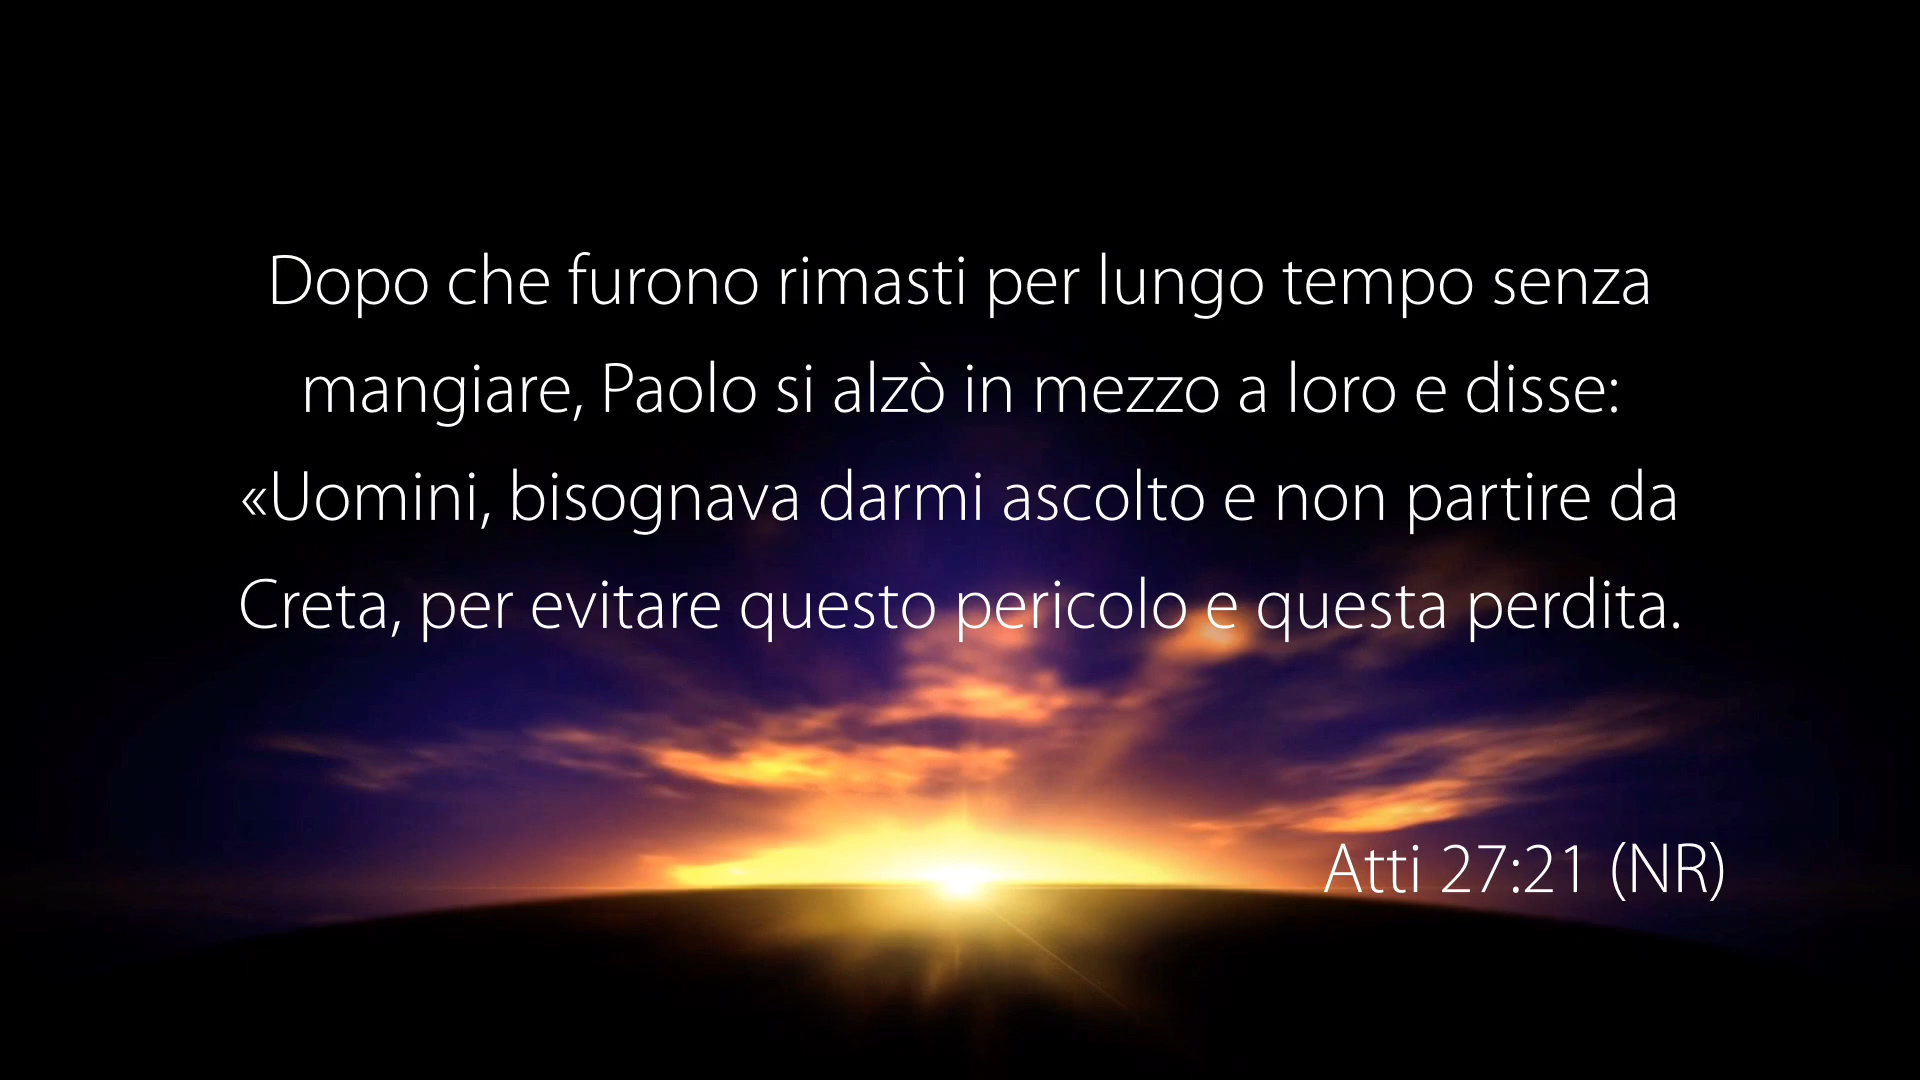 Dopo che furono rimasti per lungo tempo senza
mangiare, Paolo si alzò in mezzo a loro e disse:
«Uomini, bisognava darmi ascolto e non partire da
Creta, per evitare questo pericolo e questa perdita.
Atti 27:21 (NR)